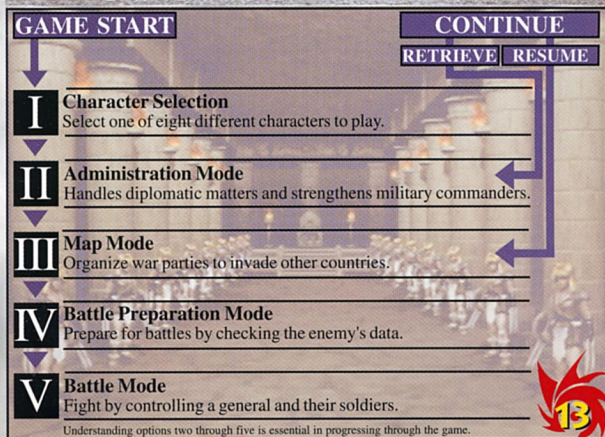 GAME START
CONTINUE
RETRIEVE RESUME
I
Character Selection
Select one of eight different characters to play.
II
Administration Mode
Handles diplomatic matters and strengthens military commanders.
III
Map Mode
Organize war parties to invade other countries.
IV
Battle Preparation Mode
Prepare for battles by checking the enemy's data.
V
Battle Mode
Fight by controlling a general and their soldiers.
Understanding options two through five is essential in progressing through the game.
13